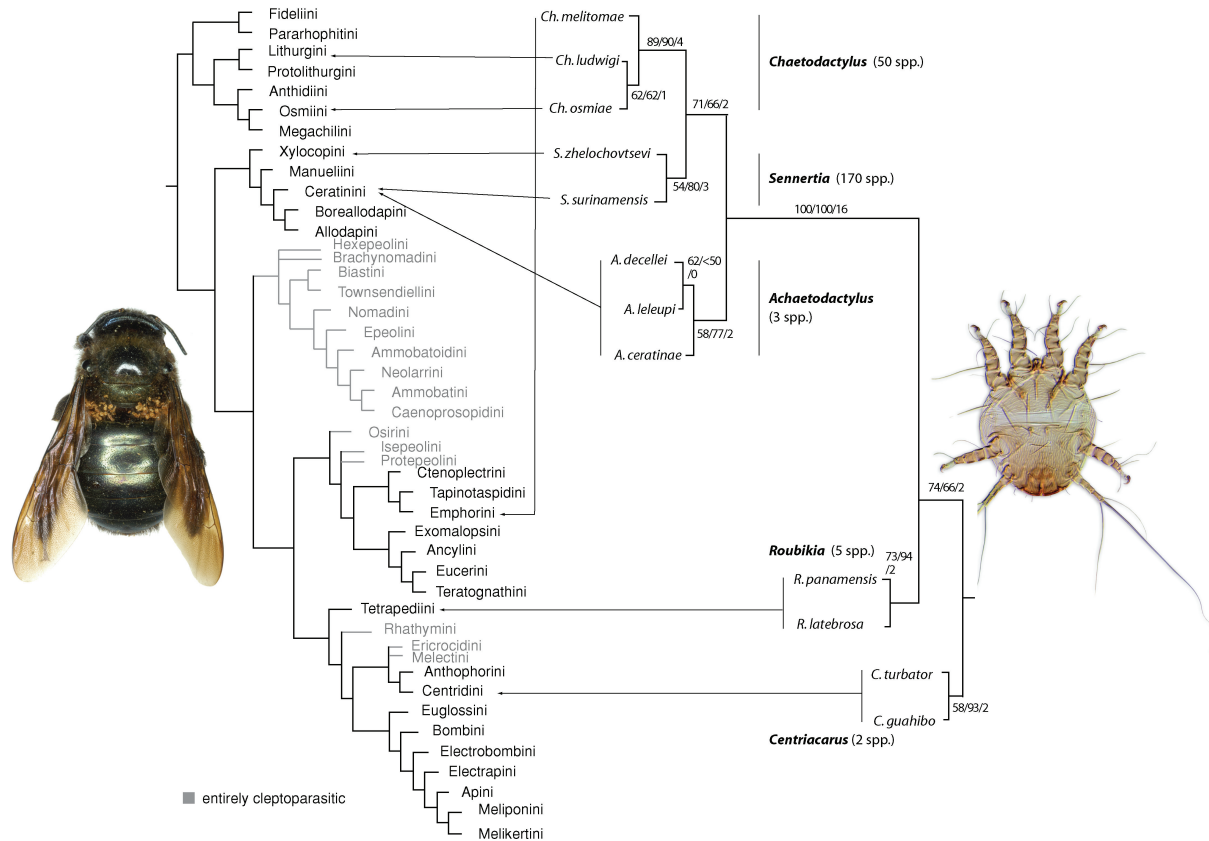 Fideliini
Pararhophitini
Lithurgini
Protolithurgini
Anthidiini
Osmiini
Megachilini
Xylocopini
Manueliini
Ceratinini
Boreallodapini
Allodapini
Hexepeolini
Brachynomadini
Biastini
Townsendiellini
Nomadini
Epeolini
Ammobatoidini
Neolarrini
Ammobatini
Caenoprosopidini
Osirini
Isepeolini
Protepeolini
Ctenoplectrini
Tapinotaspidini
Emphorini
Exomalopsini
Ancylini
Eucerini
Teratognathini
Tetrapediini
Rhathymini
Ericrocidini
Melectini
Anthophorini
Centridini
Euglossini
Bombini
Electrobombini
Electrapini
Apini
Meliponini
Melikertini
entirely cleptoparasitic
Ch. melitomae
89/90/4
Ch. ludwigi
62/62/1
Ch. osmiae
71/66/2
S. zhelochovtsevi
54/80/3
S. surinamensis
100/100/16
A. decellei
62/<50
/0
A. leleupi
58/77/2
A. ceratinae
Chaetodactylus (50 spp.)
Sennertia (170 spp.)
Achaetodactylus
(3 spp.)
74/66/2
Roubikia (5 spp.)
73/94
/2
R. panamensis
R. latebrosa
C. turbator
58/93/2
C. guahibo
Centriacarus (2 spp.)